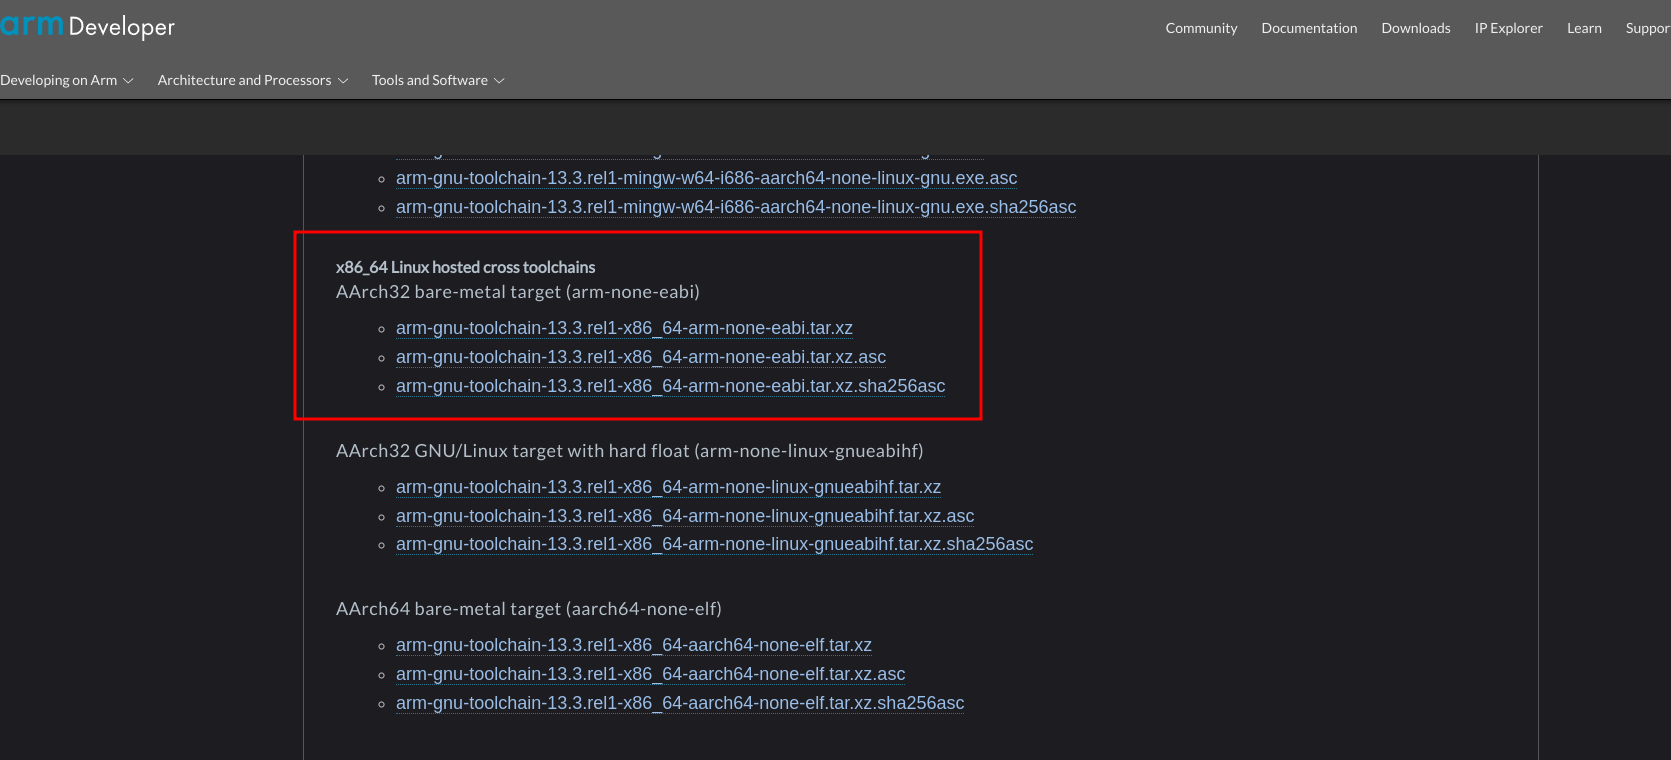 arm Developer
Community Documentation Downloads IP Explorer Learn Suppor
Developing on Arm Architecture and Processors Tools and Software
arm-gnu-toolchain-13.3.rel1-mingw-w64-i686-aarch64-none-linux-gnu.exe.asc
arm-gnu-toolchain-13.3.rel1-mingw-w64-i686-aarch64-none-linux-gnu.exe.sha256asc
x86_64 Linux hosted cross toolchains
AArch32 bare-metal target (arm-none-eabi)
arm-gnu-toolchain-13.3.rel1-x86_64-arm-none-eabi.tar.xz
arm-gnu-toolchain-13.3.rel1-x86_64-arm-none-eabi.tar.xz.asc
arm-gnu-toolchain-13.3.rel1-x86_64-arm-none-eabi.tar.xz.sha256asc
AArch32 GNU/Linux target with hard float (arm-none-linux-gnueabihf)
arm-gnu-toolchain-13.3.rel1-x86_64-arm-none-linux-gnueabihf.tar.xz
arm-gnu-toolchain-13.3.rel1-x86_64-arm-none-linux-gnueabihf.tar.xz.asc
arm-gnu-toolchain-13.3.rel1-x86_64-arm-none-linux-gnueabihf.tar.xz.sha256asc
AArch64 bare-metal target (aarch64-none-elf)
arm-gnu-toolchain-13.3.rel1-x86_64-aarch64-none-elf.tar.xz
arm-gnu-toolchain-13.3.rel1-x86_64-aarch64-none-elf.tar.xz.asc
arm-gnu-toolchain-13.3.rel1-x86_64-aarch64-none-elf.tar.xz.sha256asc